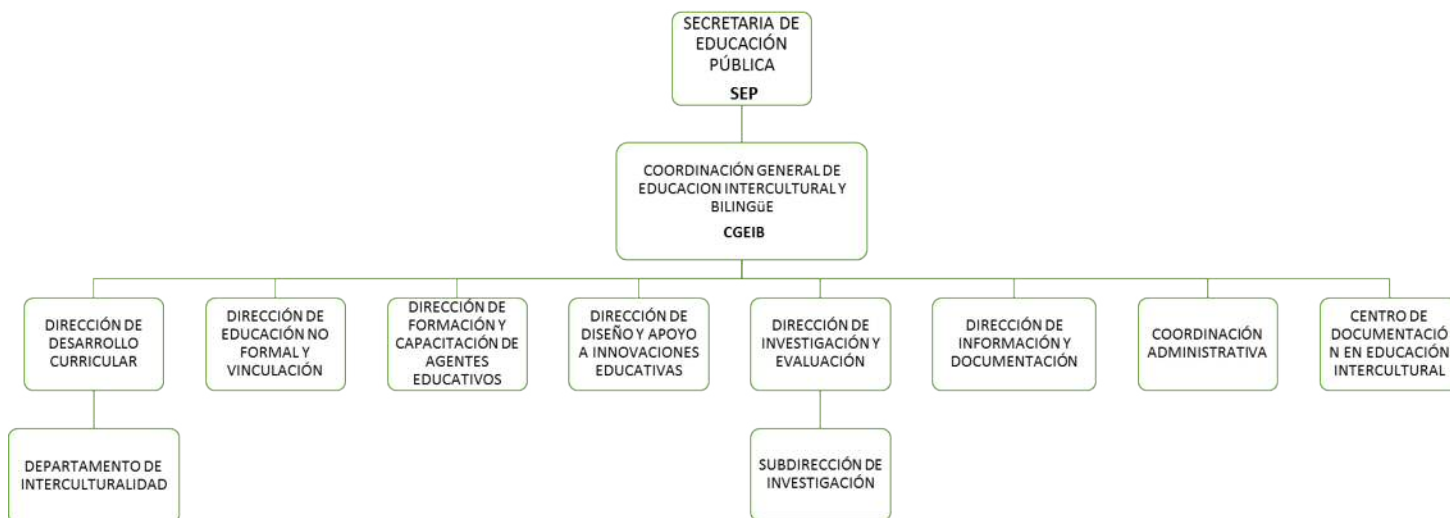 SECRETARIA DE
EDUCACIÓN
PÚBLICA
SEP
COORDINACIÓN GENERAL DE
EDUCACION INTERCULTURAL Y
BILINGüE
CGEIB
DIRECCIÓN DE
DESARROLLO
CURRICULAR
DIRECCIÓN DE
EDUCACIÓN NO
FORMAL Y
VINCULACIÓN
DIRECCIÓN DE
FORMACIÓN Y
CAPACITACIÓN DE
AGENTES
EDUCATIVOS
DIRECCIÓN DE
DISEÑO Y APOYO
A INNOVACIONES
EDUCATIVAS
DIRECCIÓN DE
INVESTIGACIÓN Y
EVALUACIÓN
DIRECCIÓN DE
INFORMACIÓN Y
DOCUMENTACIÓN
COORDINACIÓN
ADMINISTRATIVA
CENTRO DE
DOCUMENTACIÓ
N EN EDUCACIÓN
INTERCULTURAL
DEPARTAMENTO DE
INTERCULTURALIDAD
SUBDIRECCIÓN DE
INVESTIGACIÓN